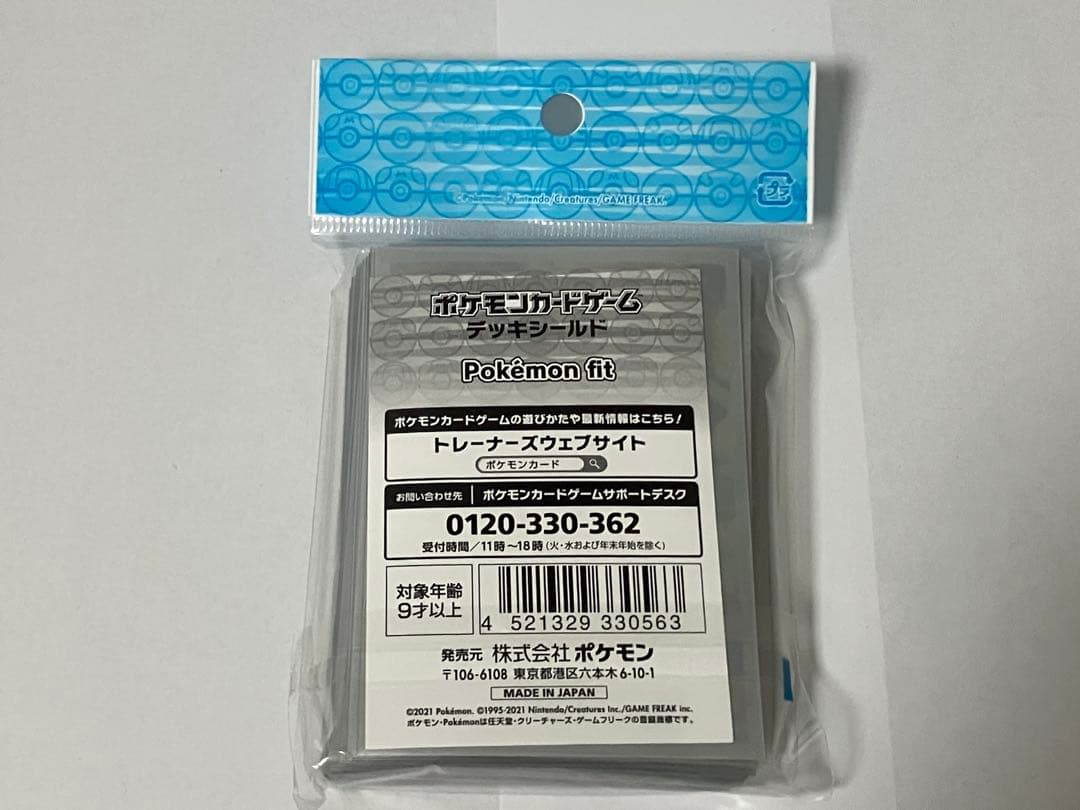 ©Pokémon/Nintendo/Creatures/GAME FREAK.
プラ
ポケモンカードゲーム
デッキシールド
Pokémon fit
ポケモンカードゲームの遊びかたや最新情報はこちら!
トレーナーズウェブサイト
ポケモンカード
お問い合わせ先 ポケモンカードゲームサポートデスク
0120-330-362
受付時間/11時~18時(火・水および年末年始を除く)
対象年齢
9才以上
4 521329 330563
発売元 株式会社ポケモン
〒106-6108 東京都港区六本木6-10-1
MADE IN JAPAN
©2021 Pokémon. ©1995-2021 Nintendo/Creatures Inc./GAME FREAK inc.
ポケモン・Pokémonは任天堂・クリーチャーズ・ゲームフリークの登録商標です。